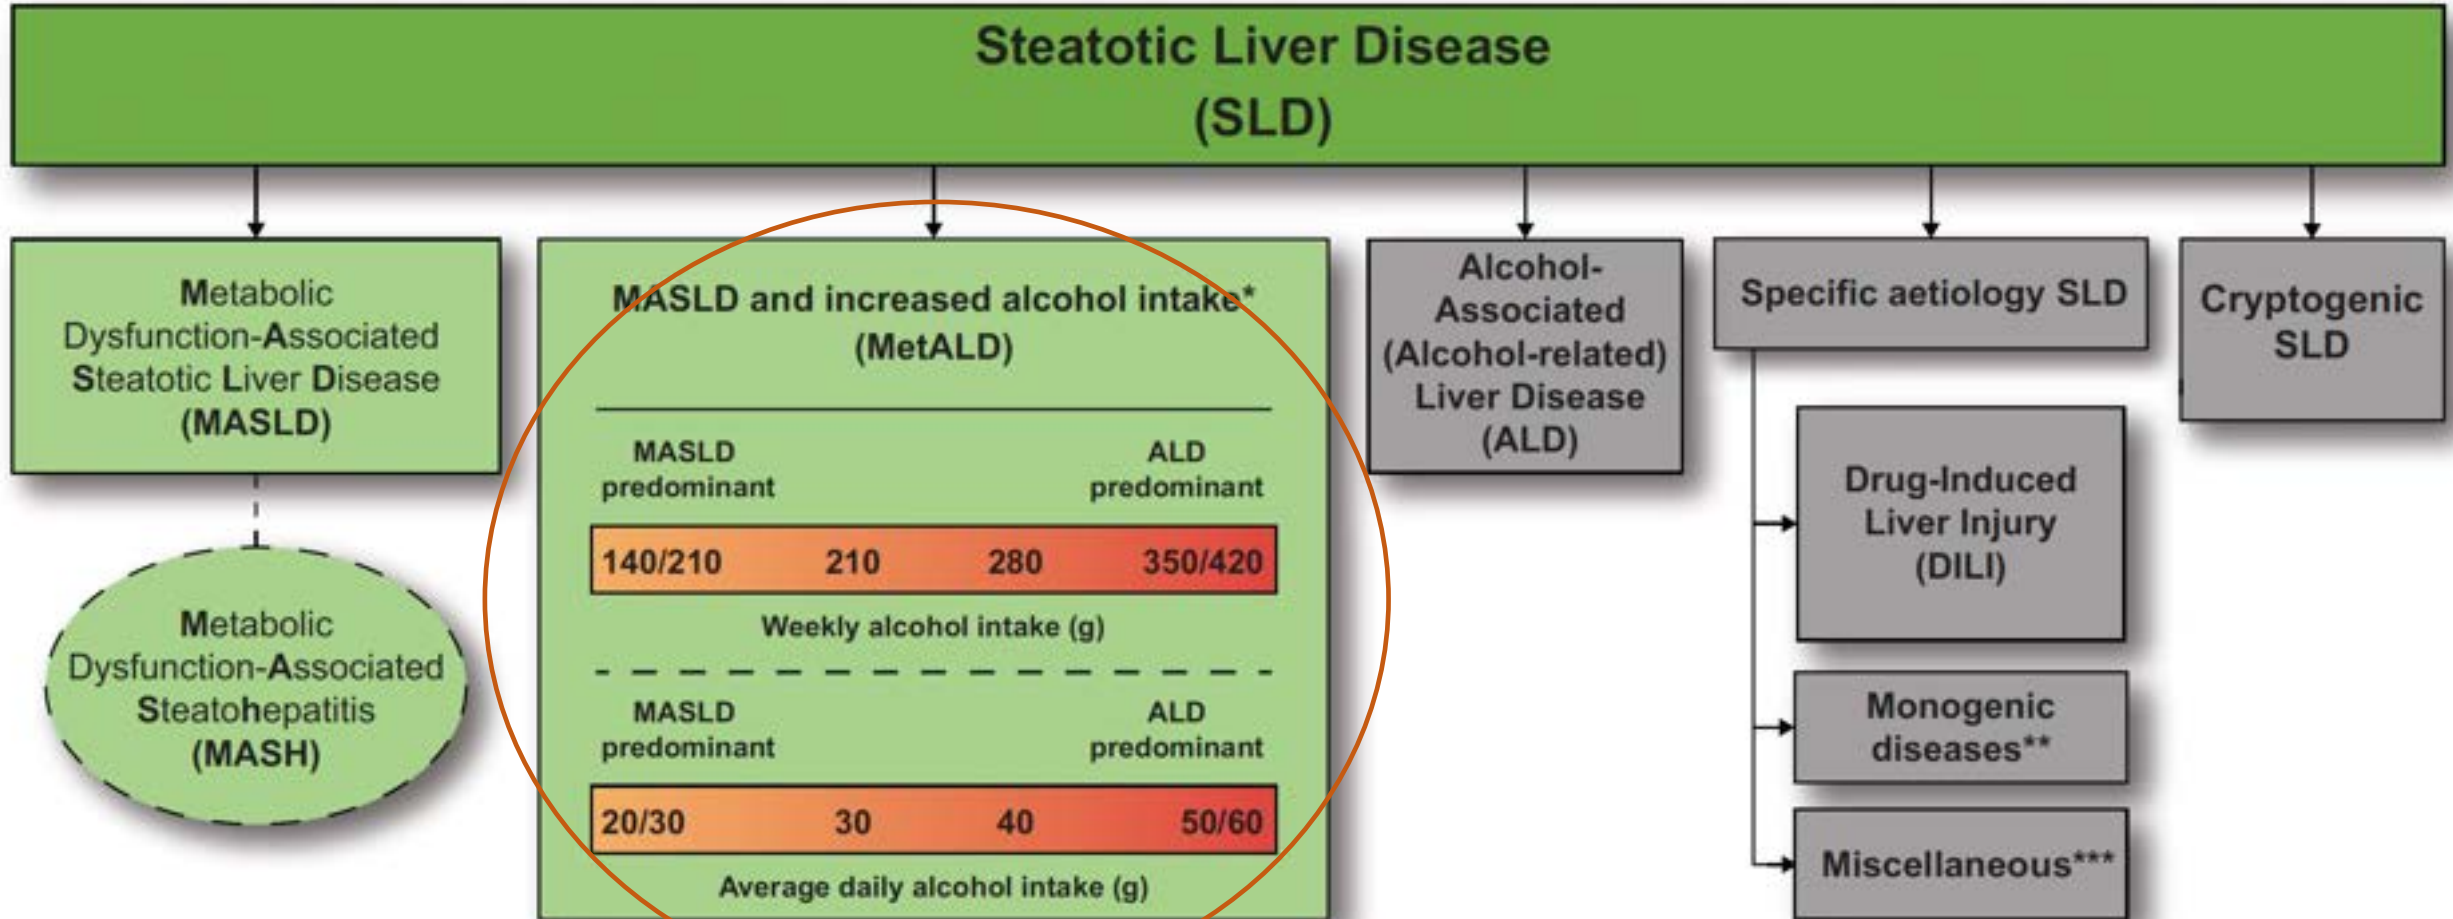 Steatotic Liver Disease
(SLD)
Metabolic
Dysfunction-Associated
Steatotic Liver Disease
(MASLD)
Metabolic
Dysfunction-Associated
Steatohepatitis
(MASH)
MASLD and increased alcohol intake*
(MetALD)
MASLD
predominant
ALD
predominant
140/210 210 280 350/420
Weekly alcohol intake (g)
MASLD
predominant
ALD
predominant
20/30 30 40 50/60
Average daily alcohol intake (g)
Alcohol-
Associated
(Alcohol-related)
Liver Disease
(ALD)
Specific aetiology SLD
Drug-Induced
Liver Injury
(DILI)
Monogenic
diseases**
Miscellaneous***
Cryptogenic
SLD